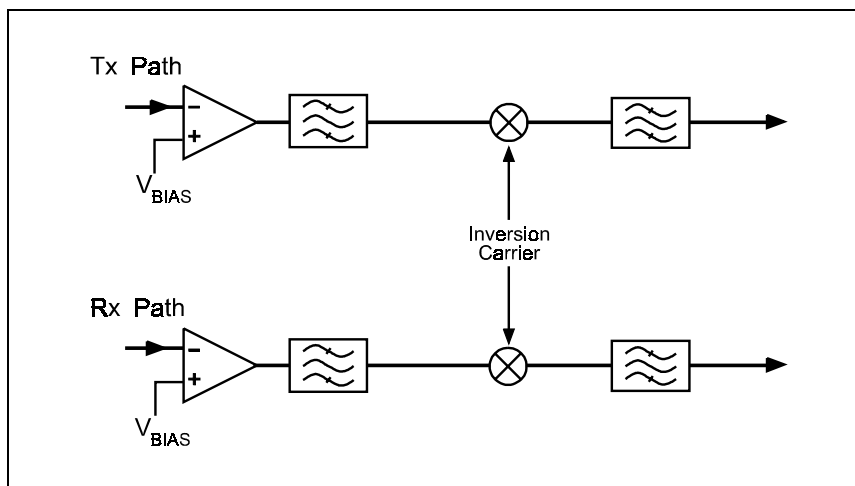 Tx Path
−
+
V BIAS
Inversion
Carrier
Rx Path
−
+
V BIAS